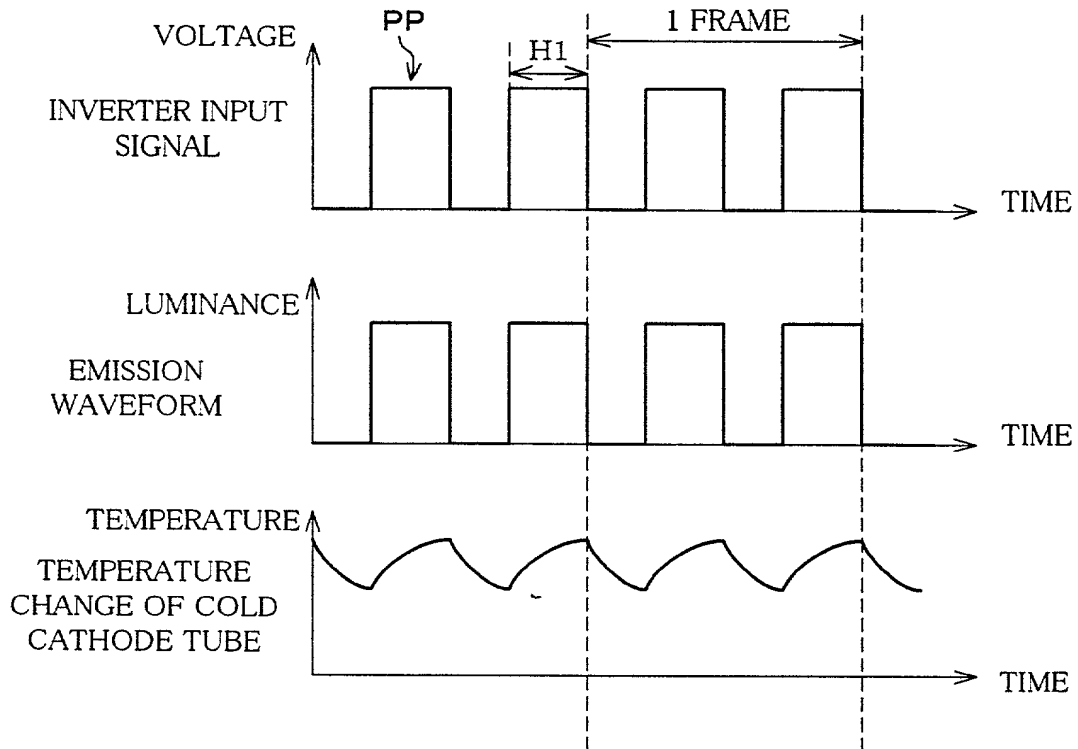 VOLTAGE
PP
H1
1 FRAME
INVERTER INPUT
SIGNAL
TIME
LUMINANCE
EMISSION
WAVEFORM
TIME
TEMPERATURE
TEMPERATURE
CHANGE OF COLD
CATHODE TUBE
TIME